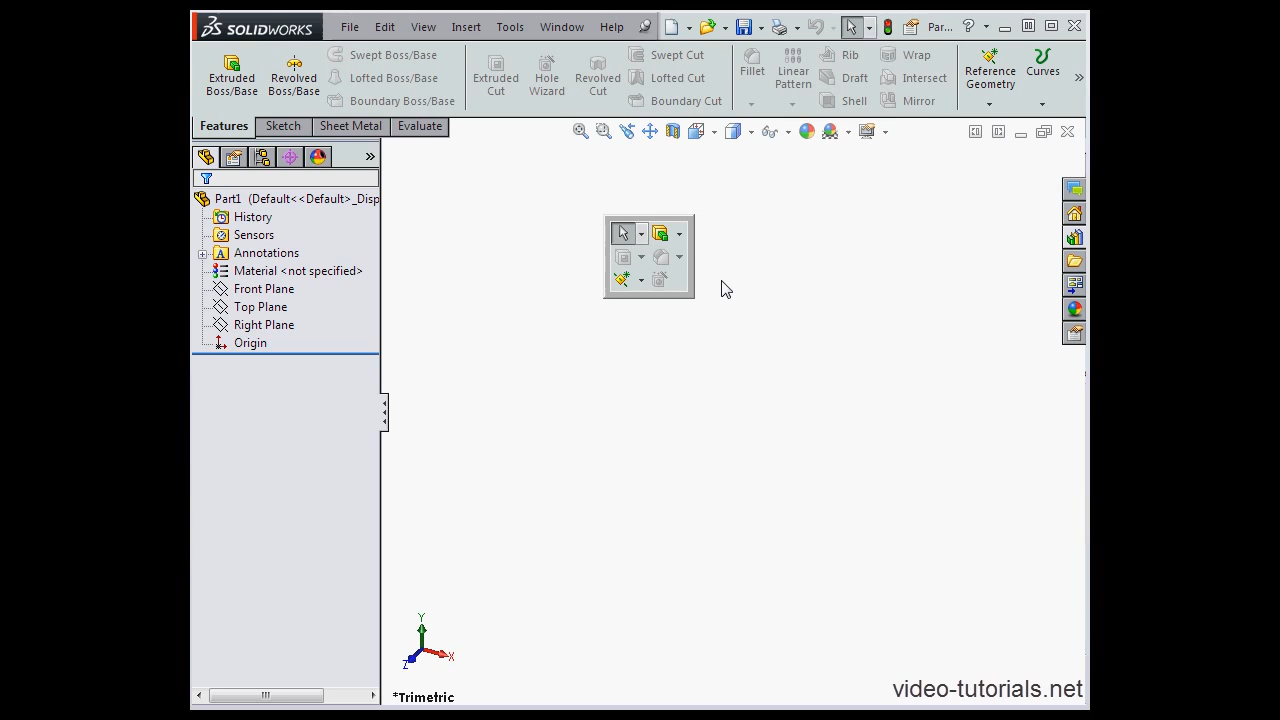 SOLIDWORKS File Edit View Insert Tools Window Help Par... ?
Extruded Boss/Base
Revolved Boss/Base
Swept Boss/Base
Lofted Boss/Base
Boundary Boss/Base
Extruded Cut
Hole Wizard
Revolved Cut
Swept Cut
Lofted Cut
Boundary Cut
Fillet
Linear Pattern
Rib
Draft
Shell
Wrap
Intersect
Mirror
Reference Geometry
Curves
Features Sketch Sheet Metal Evaluate
Part1 (Default<<Default>_Disp
History
Sensors
Annotations
Material <not specified>
Front Plane
Top Plane
Right Plane
Origin
Y
X
Z
*Trimetric
video-tutorials.net